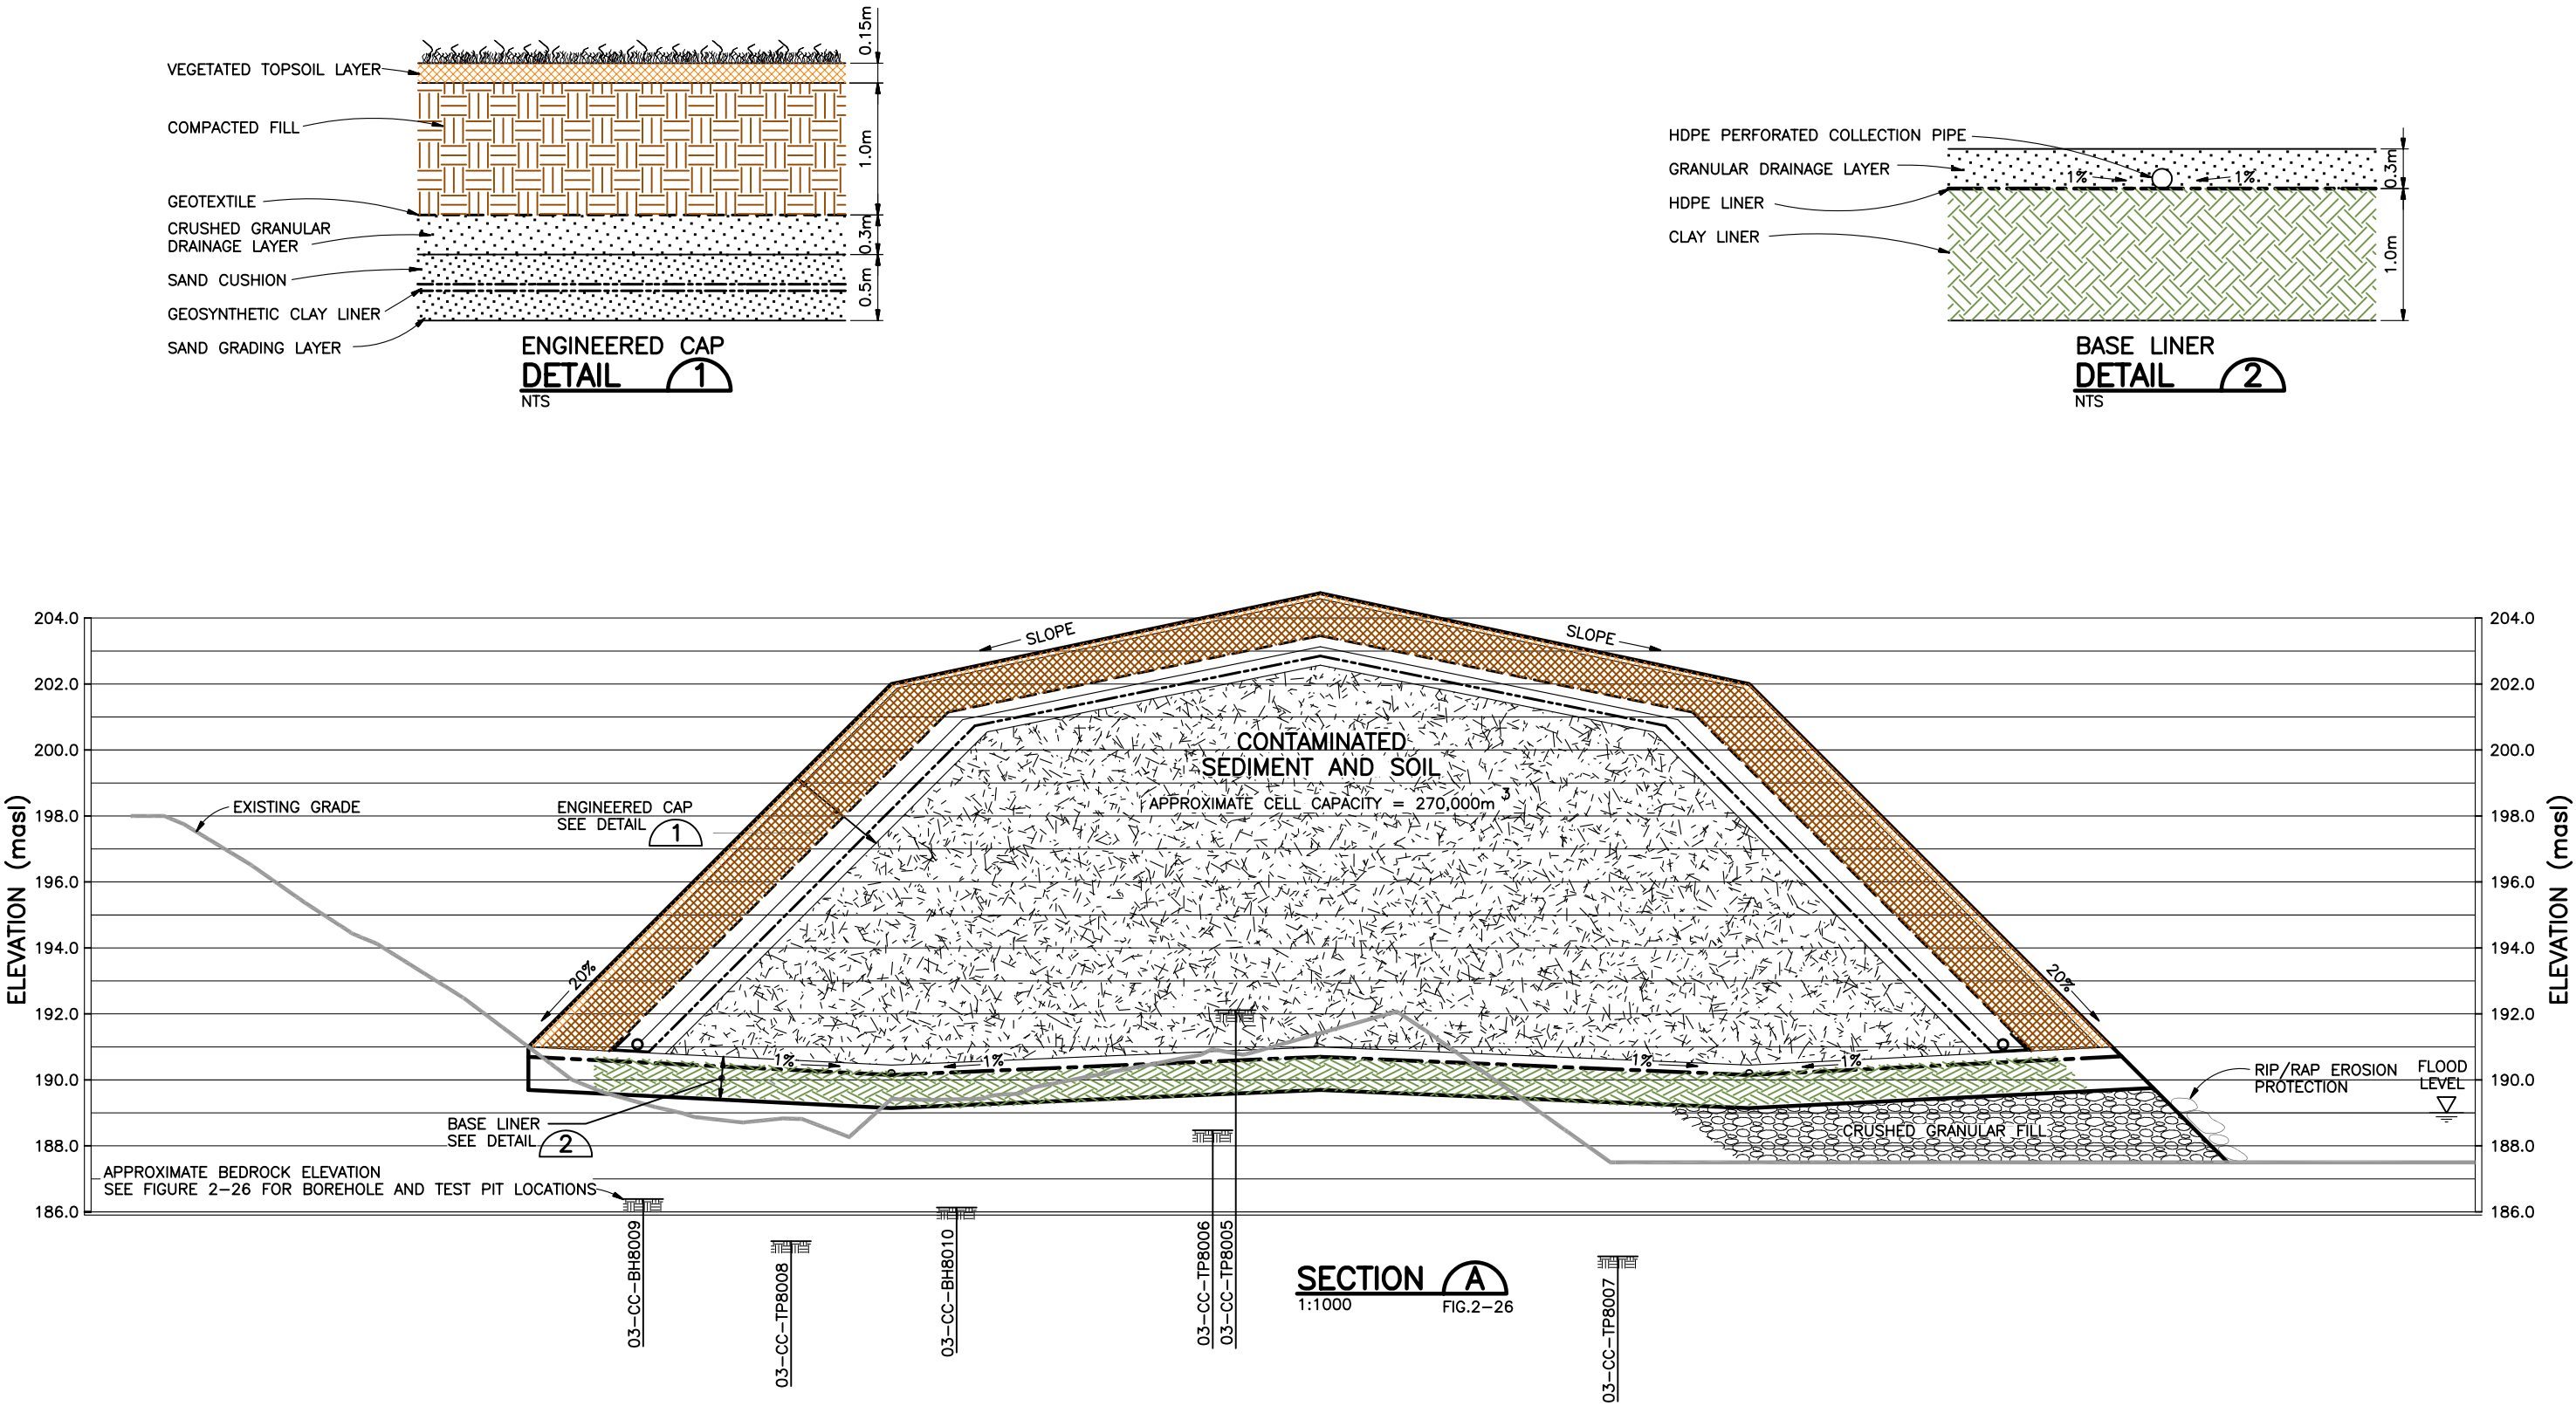 0.15m
VEGETATED TOPSOIL LAYER
COMPACTED FILL
1.0m
GEOTEXTILE
CRUSHED GRANULAR
DRAINAGE LAYER
0.3m
SAND CUSHION
0.5m
GEOSYNTHETIC CLAY LINER
SAND GRADING LAYER
ENGINEERED CAP
DETAIL 1
NTS
HDPE PERFORATED COLLECTION PIPE
GRANULAR DRAINAGE LAYER
1% 1%
0.3m
HDPE LINER
CLAY LINER
1.0m
BASE LINER
DETAIL 2
NTS
204.0 204.0
SLOPE SLOPE
202.0 202.0
CONTAMINATED
200.0 200.0
SEDIMENT AND SOIL
APPROXIMATE CELL CAPACITY = 270,000m3
EXISTING GRADE
ENGINEERED CAP
SEE DETAIL 1
198.0 198.0
196.0 196.0
ELEVATION (masl) ELEVATION (masl)
194.0 194.0
20% 20%
192.0 192.0
1% 1% 1% 1%
190.0 190.0
RIP/RAP EROSION
PROTECTION
FLOOD
LEVEL
BASE LINER
SEE DETAIL 2
CRUSHED GRANULAR FILL
188.0 188.0
APPROXIMATE BEDROCK ELEVATION
SEE FIGURE 2-26 FOR BOREHOLE AND TEST PIT LOCATIONS
186.0 186.0
03-CC-BH8009
03-CC-TP8008
03-CC-BH8010
03-CC-TP8006
03-CC-TP8005
03-CC-TP8007
SECTION A
1:1000 FIG.2-26